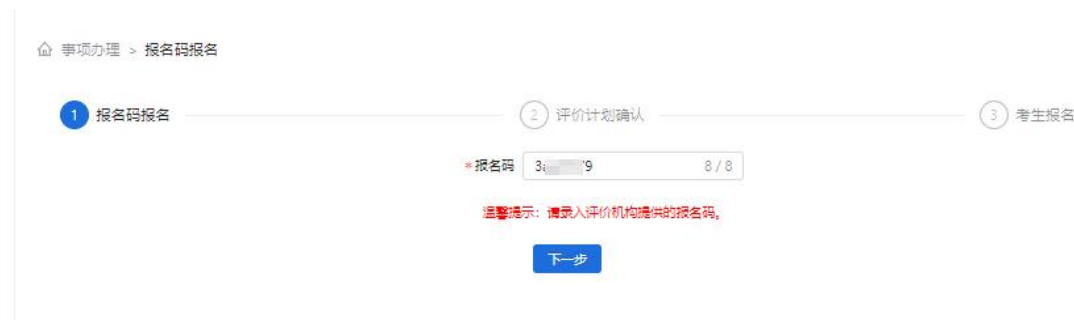 事项办理 > 报名码报名
1 报名码报名 2 评价计划确认 3 考生报名
*报名码 3 9 8 / 8
温馨提示：请录入评价机构提供的报名码。
下一步